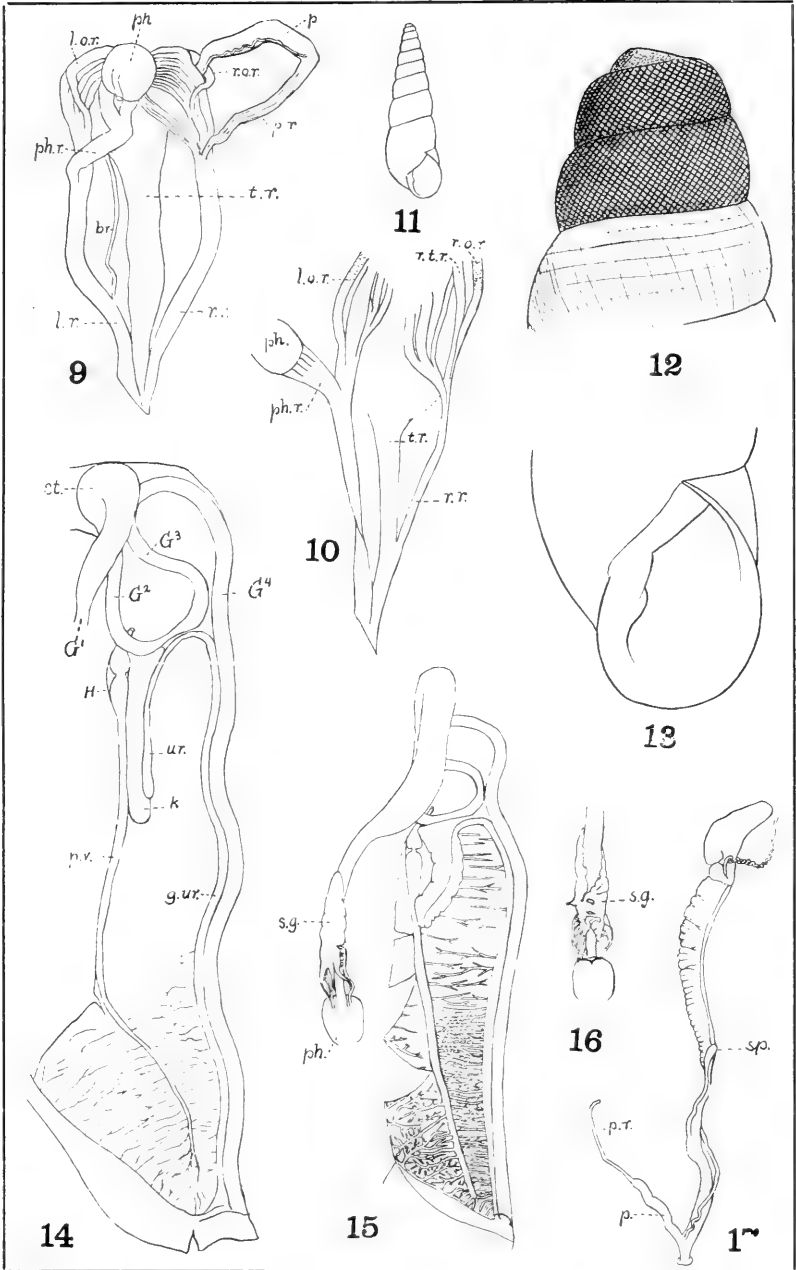 ph
p
l.o.r.
r.o.r.
p.r.
ph.r.
t.r.
br.
l.r.
r.
9
11
12
l.o.r.
r.t.r.
r.o.r.
ph.
ph.r.
t.r.
r.r.
10
13
G³
G²
G⁴
G¹
H
ur.
k
g.ur.
14
s.g.
ph.
15
s.g.
16
sp.
p.r.
p.